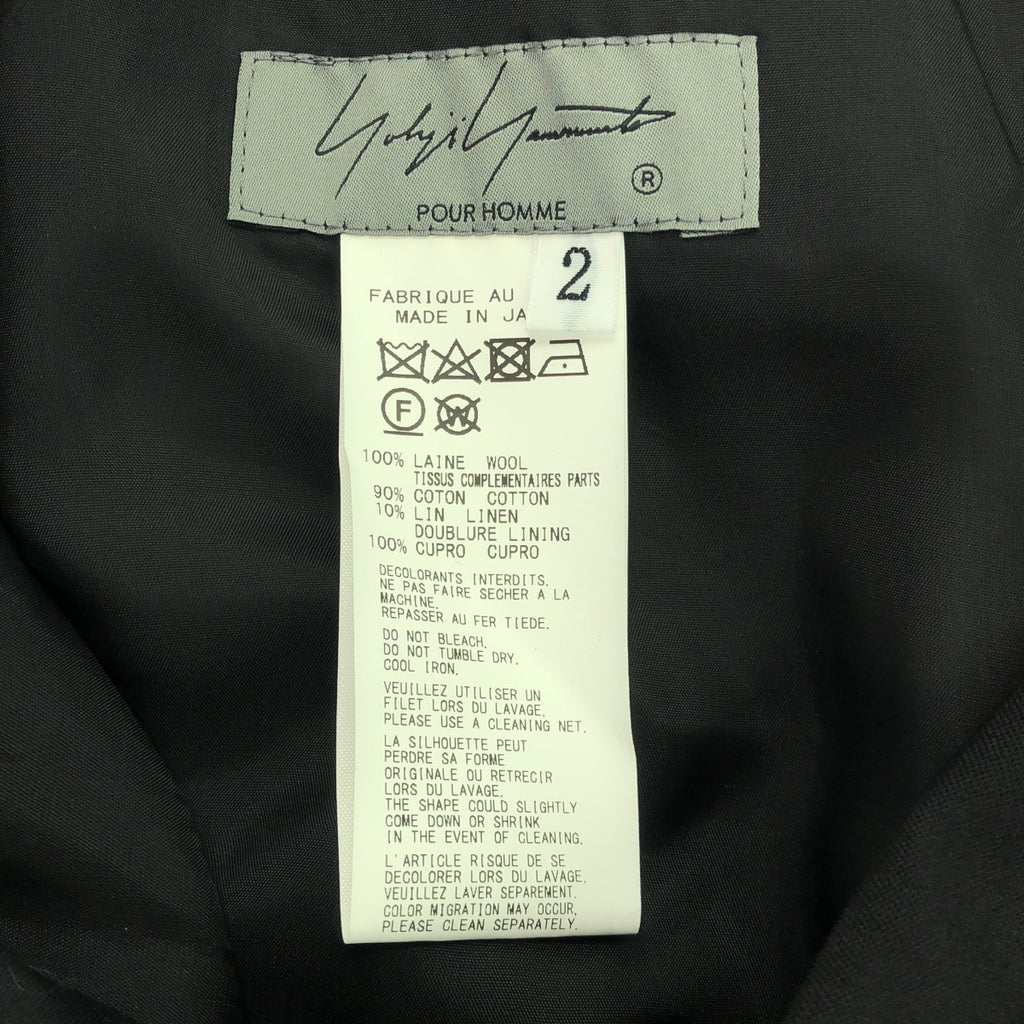 Yohji Yamamoto
®
POUR HOMME
2
FABRIQUE AU
MADE IN JA
F W
100% LAINE WOOL
TISSUS COMPLEMENTAIRES PARTS
90% COTON COTTON
10% LIN LINEN
DOUBLURE LINING
100% CUPRO CUPRO
DECOLORANTS INTERDITS.
NE PAS FAIRE SECHER A LA
MACHINE.
REPASSER AU FER TIEDE.
DO NOT BLEACH.
DO NOT TUMBLE DRY.
COOL IRON.
VEUILLEZ UTILISER UN
FILET LORS DU LAVAGE.
PLEASE USE A CLEANING NET.
LA SILHOUETTE PEUT
PERDRE SA FORME
ORIGINALE OU RETRECIR
LORS DU LAVAGE.
THE SHAPE COULD SLIGHTLY
COME DOWN OR SHRINK
IN THE EVENT OF CLEANING.
L'ARTICLE RISQUE DE SE
DECOLORER LORS DU LAVAGE.
VEUILLEZ LAVER SEPAREMENT.
COLOR MIGRATION MAY OCCUR,
PLEASE CLEAN SEPARATELY.